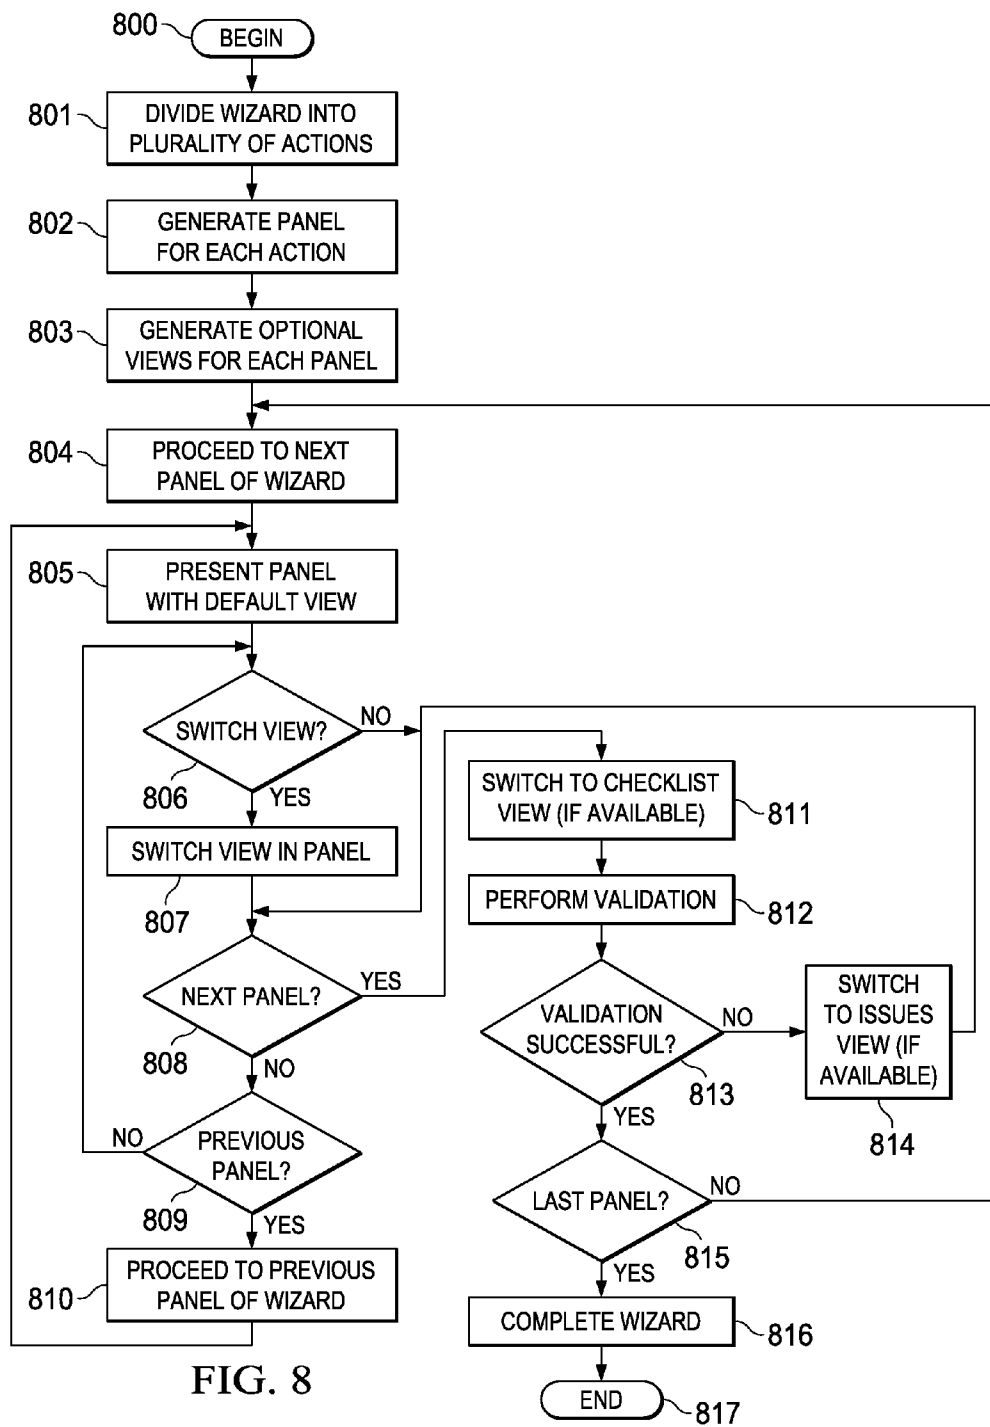 800
BEGIN
801
DIVIDE WIZARD INTO
PLURALITY OF ACTIONS
802
GENERATE PANEL
FOR EACH ACTION
803
GENERATE OPTIONAL
VIEWS FOR EACH PANEL
804
PROCEED TO NEXT
PANEL OF WIZARD
805
PRESENT PANEL
WITH DEFAULT VIEW
SWITCH VIEW?
NO
806
YES
SWITCH VIEW IN PANEL
807
NEXT PANEL?
YES
808
NO
PREVIOUS
PANEL?
NO
809
YES
810
PROCEED TO PREVIOUS
PANEL OF WIZARD
SWITCH TO CHECKLIST
VIEW (IF AVAILABLE)
811
PERFORM VALIDATION
812
VALIDATION
SUCCESSFUL?
NO
813
YES
SWITCH
TO ISSUES
VIEW (IF
AVAILABLE)
814
LAST PANEL?
NO
815
YES
COMPLETE WIZARD
816
END
817
FIG. 8